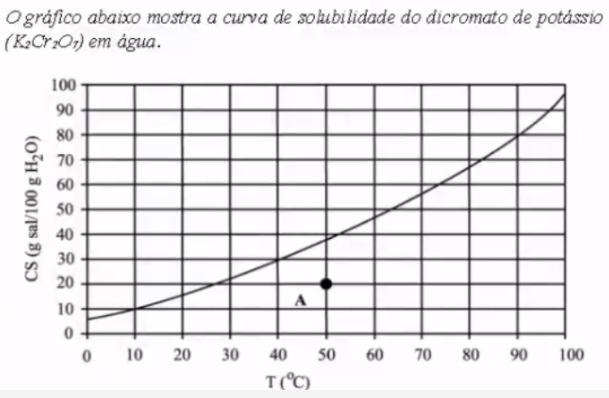 O gráfico abaixo mostra a curva de solubilidade do dicromato de potássio
(K₂Cr₂O₇) em água.
CS (g sal/100 g H₂O)
100
90
80
70
60
50
40
30
20
10
0
A
0 10 20 30 40 50 60 70 80 90 100
T (°C)